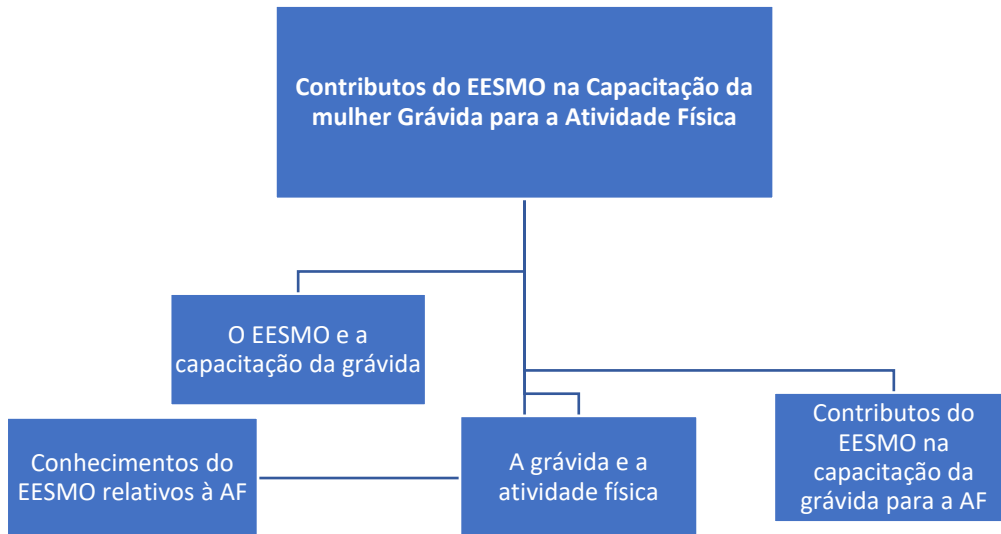 Contributos do EESMO na Capacitação da
mulher Grávida para a Atividade Física
O EESMO e a
capacitação da grávida
Conhecimentos do
EESMO relativos à AF
A grávida e a
atividade física
Contributos do
EESMO na
capacitação da
grávida para a AF